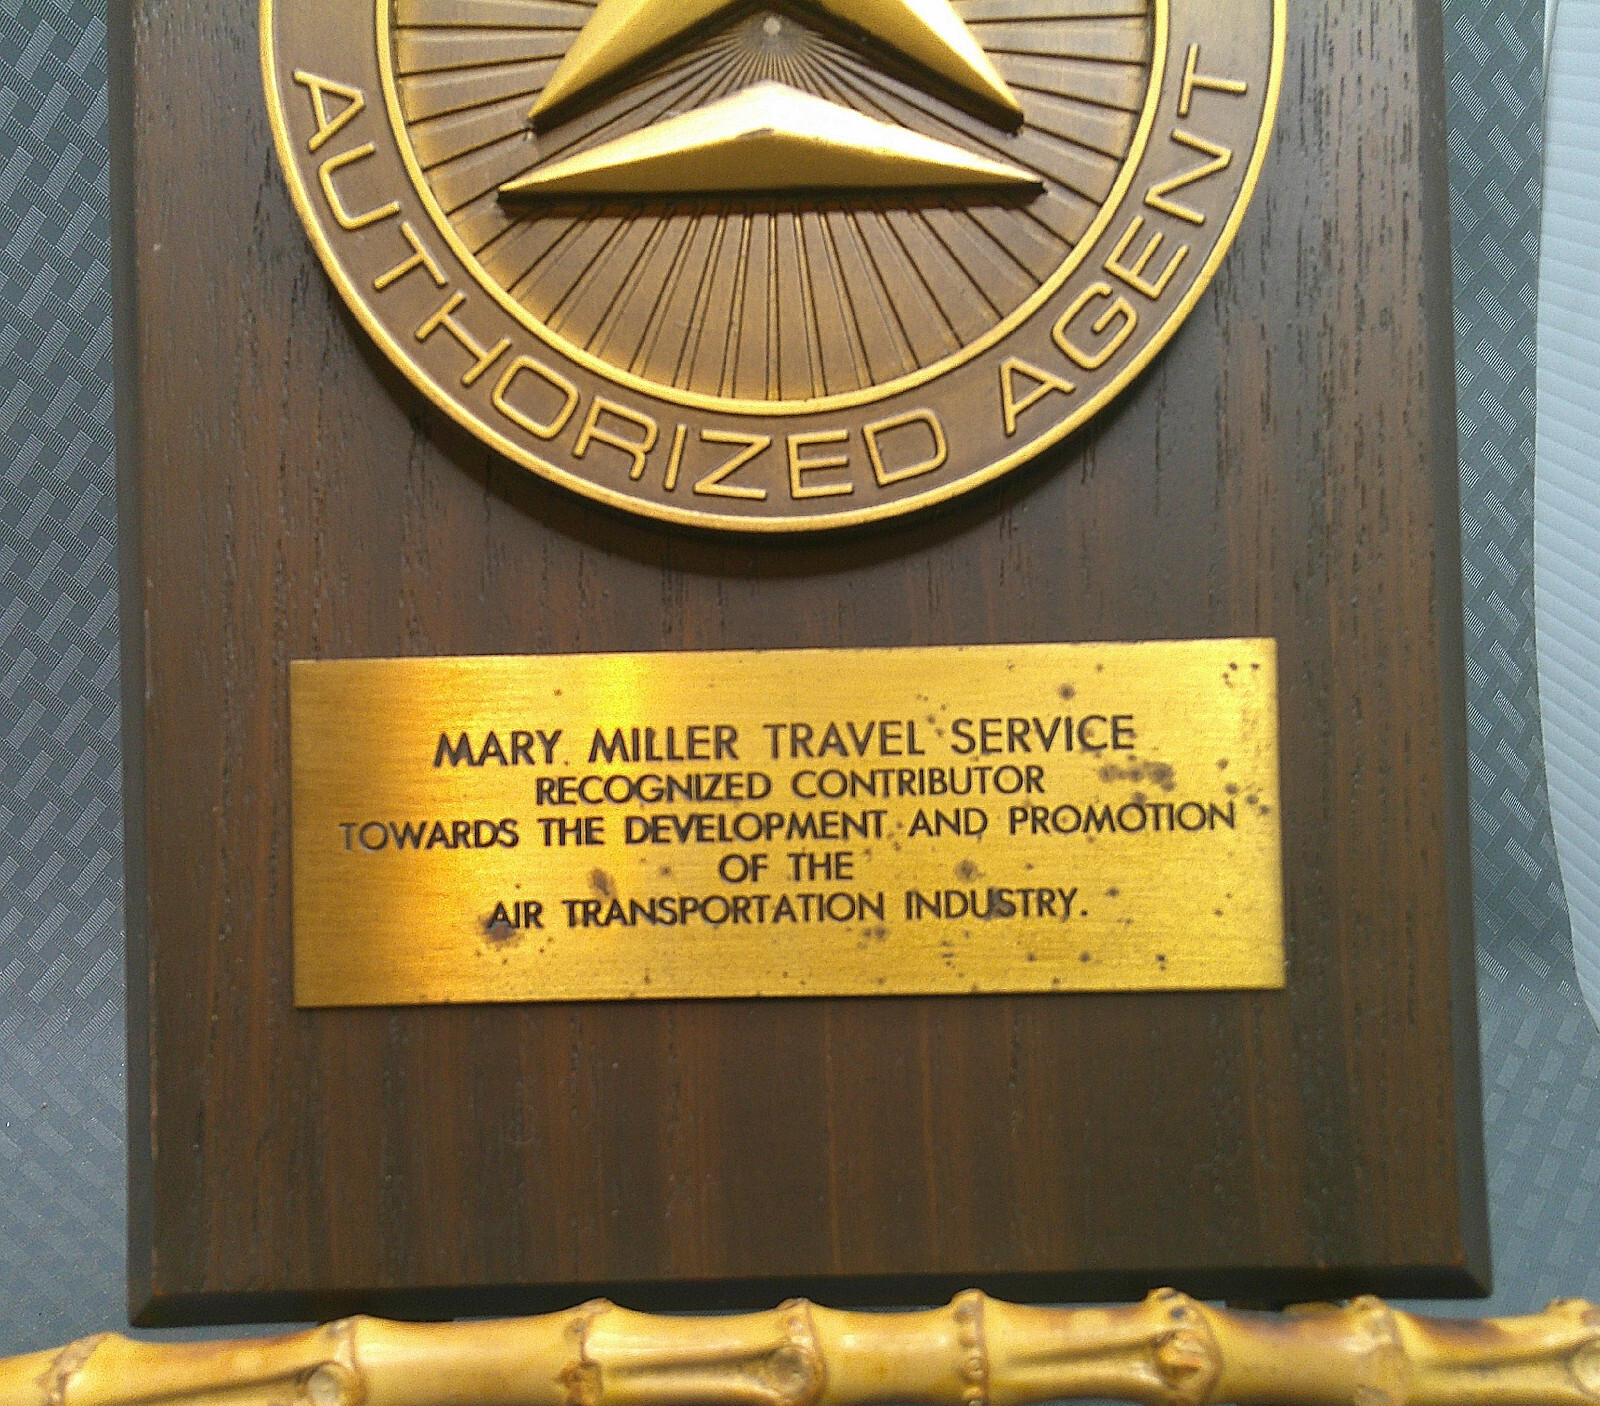 AUTHORIZED AGENT
MARY MILLER TRAVEL SERVICE
RECOGNIZED CONTRIBUTOR
TOWARDS THE DEVELOPMENT AND PROMOTION
OF THE
AIR TRANSPORTATION INDUSTRY.